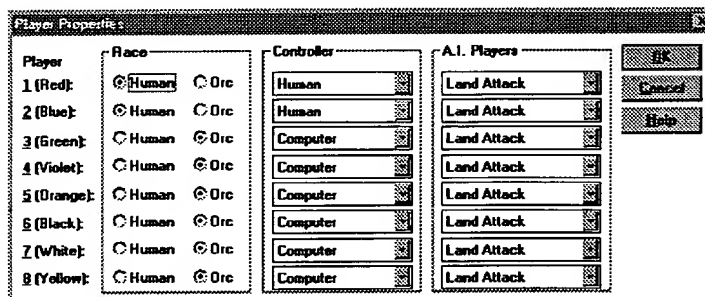 Player Properties
Player Race Controller A.I. Players OK
1 (Red): Human Orc Human Land Attack Cancel
2 (Blue): Human Orc Human Land Attack Help
3 (Green): Human Orc Computer Land Attack
4 (Violet): Human Orc Computer Land Attack
5 (Orange): Human Orc Computer Land Attack
6 (Black): Human Orc Computer Land Attack
7 (White): Human Orc Computer Land Attack
8 (Yellow): Human Orc Computer Land Attack